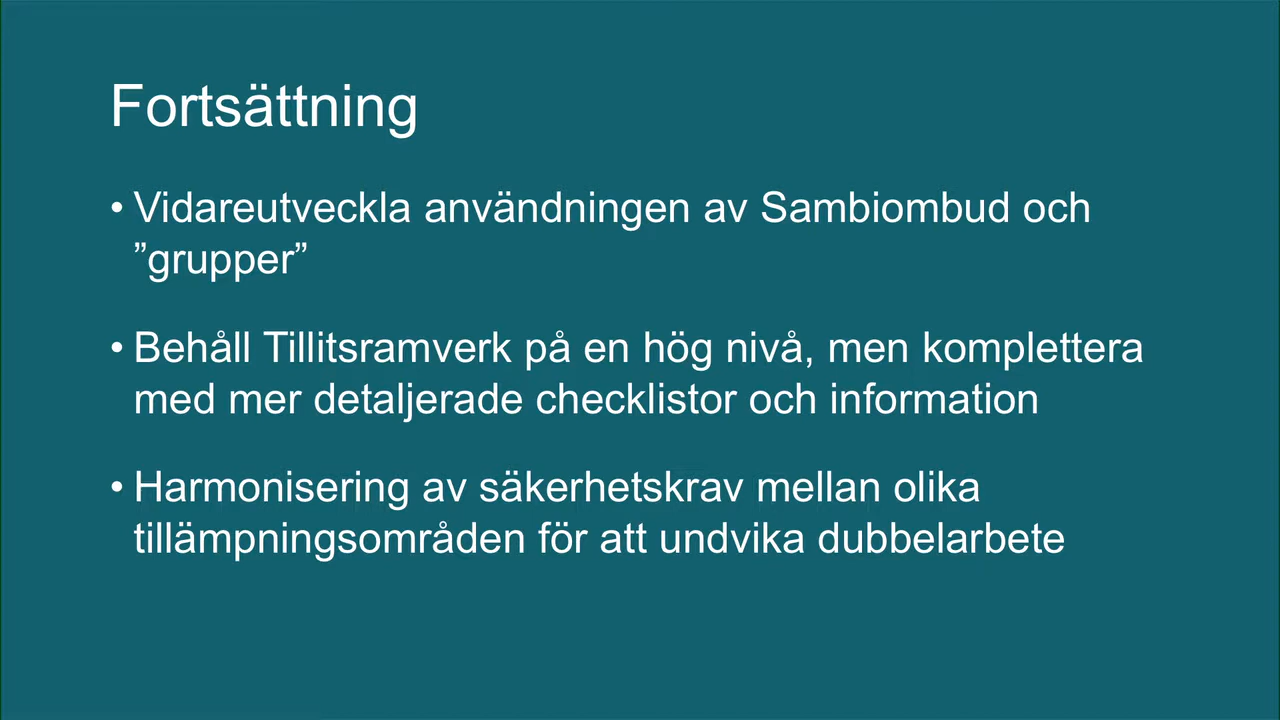 Fortsättning
• Vidareutveckla användningen av Sambiombud och
”grupper”
• Behåll Tillitsramverk på en hög nivå, men komplettera
med mer detaljerade checklistor och information
• Harmonisering av säkerhetskrav mellan olika
tillämpningsområden för att undvika dubbelarbete